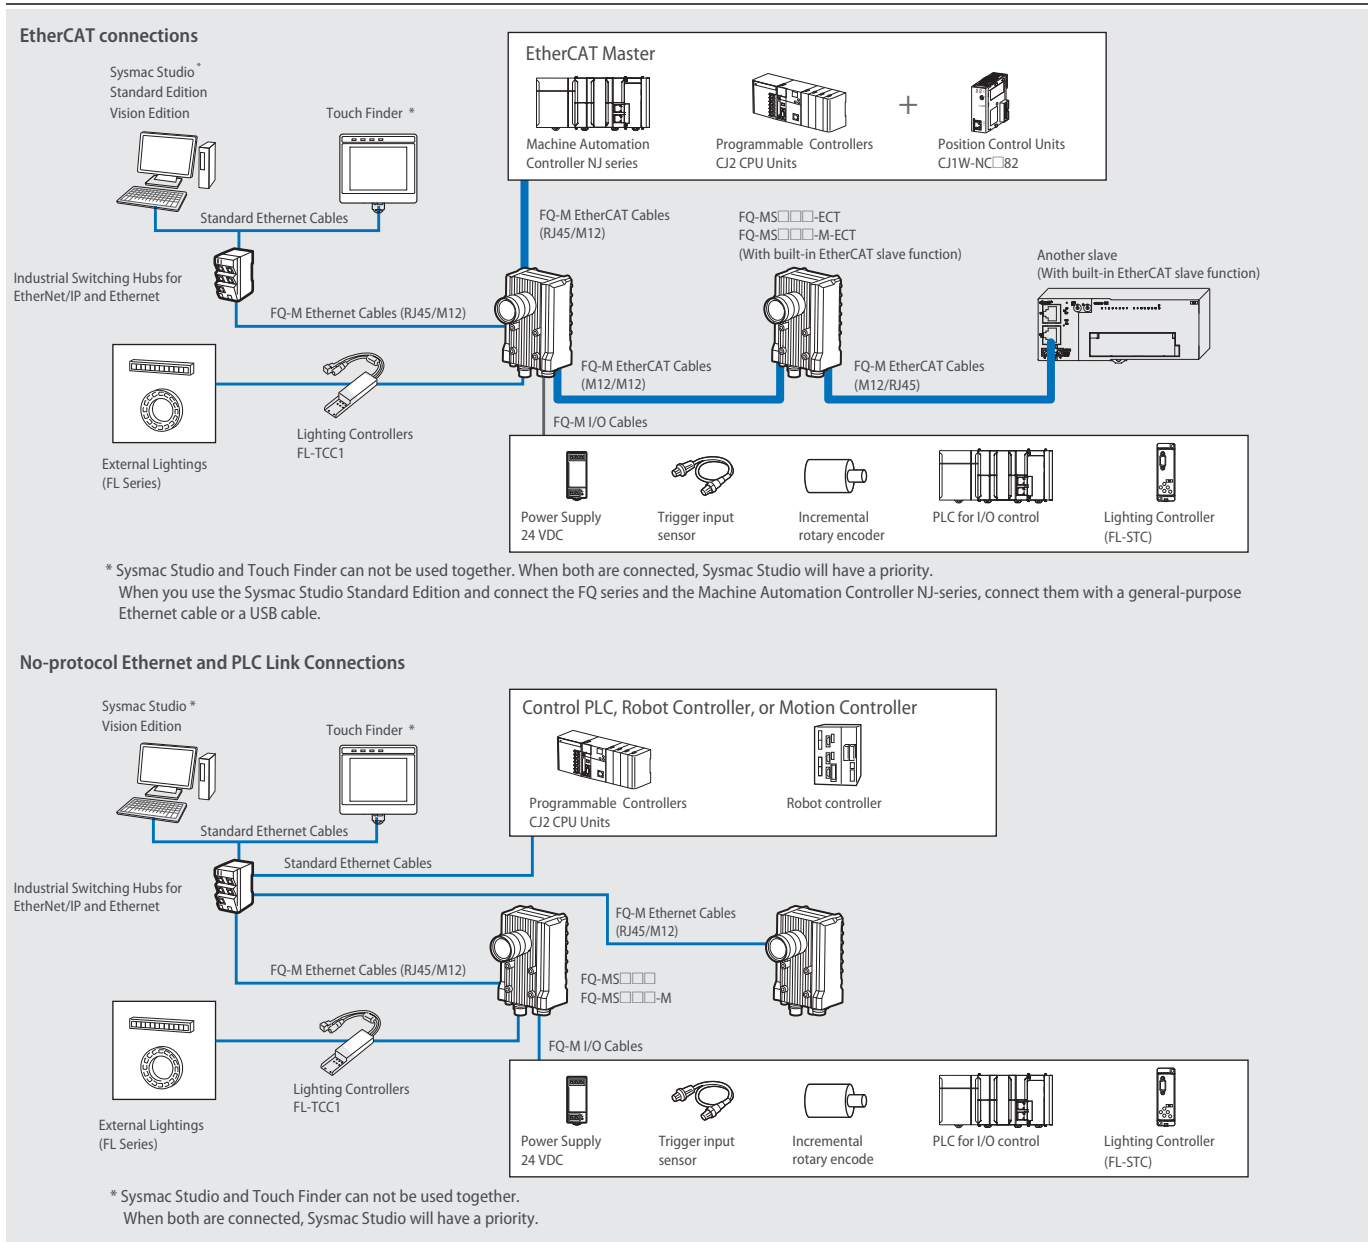 EtherCAT connections
Sysmac Studio *
Standard Edition
Vision Edition
Touch Finder *
EtherCAT Master
Machine Automation
Controller NJ series
Programmable Controllers
CJ2 CPU Units
+
Position Control Units
CJ1W-NC□82
Standard Ethernet Cables
FQ-M EtherCAT Cables
(RJ45/M12)
FQ-MS□□□-ECT
FQ-MS□□□-M-ECT
(With built-in EtherCAT slave function)
Another slave
(With built-in EtherCAT slave function)
Industrial Switching Hubs for
EtherNet/IP and Ethernet
FQ-M Ethernet Cables (RJ45/M12)
FQ-M EtherCAT Cables
(M12/M12)
FQ-M EtherCAT Cables
(M12/RJ45)
Lighting Controllers
FL-TCC1
External Lightings
(FL Series)
FQ-M I/O Cables
Power Supply
24 VDC
Trigger input
sensor
Incremental
rotary encoder
PLC for I/O control
Lighting Controller
(FL-STC)
* Sysmac Studio and Touch Finder can not be used together. When both are connected, Sysmac Studio will have a priority.
When you use the Sysmac Studio Standard Edition and connect the FQ series and the Machine Automation Controller NJ-series, connect them with a general-purpose
Ethernet cable or a USB cable.
No-protocol Ethernet and PLC Link Connections
Sysmac Studio *
Vision Edition
Touch Finder *
Control PLC, Robot Controller, or Motion Controller
Programmable Controllers
CJ2 CPU Units
Robot controller
Standard Ethernet Cables
Standard Ethernet Cables
Industrial Switching Hubs for
EtherNet/IP and Ethernet
FQ-M Ethernet Cables
(RJ45/M12)
FQ-M Ethernet Cables (RJ45/M12)
FQ-MS□□□
FQ-MS□□□-M
Lighting Controllers
FL-TCC1
External Lightings
(FL Series)
FQ-M I/O Cables
Power Supply
24 VDC
Trigger input
sensor
Incremental
rotary encode
PLC for I/O control
Lighting Controller
(FL-STC)
* Sysmac Studio and Touch Finder can not be used together.
When both are connected, Sysmac Studio will have a priority.